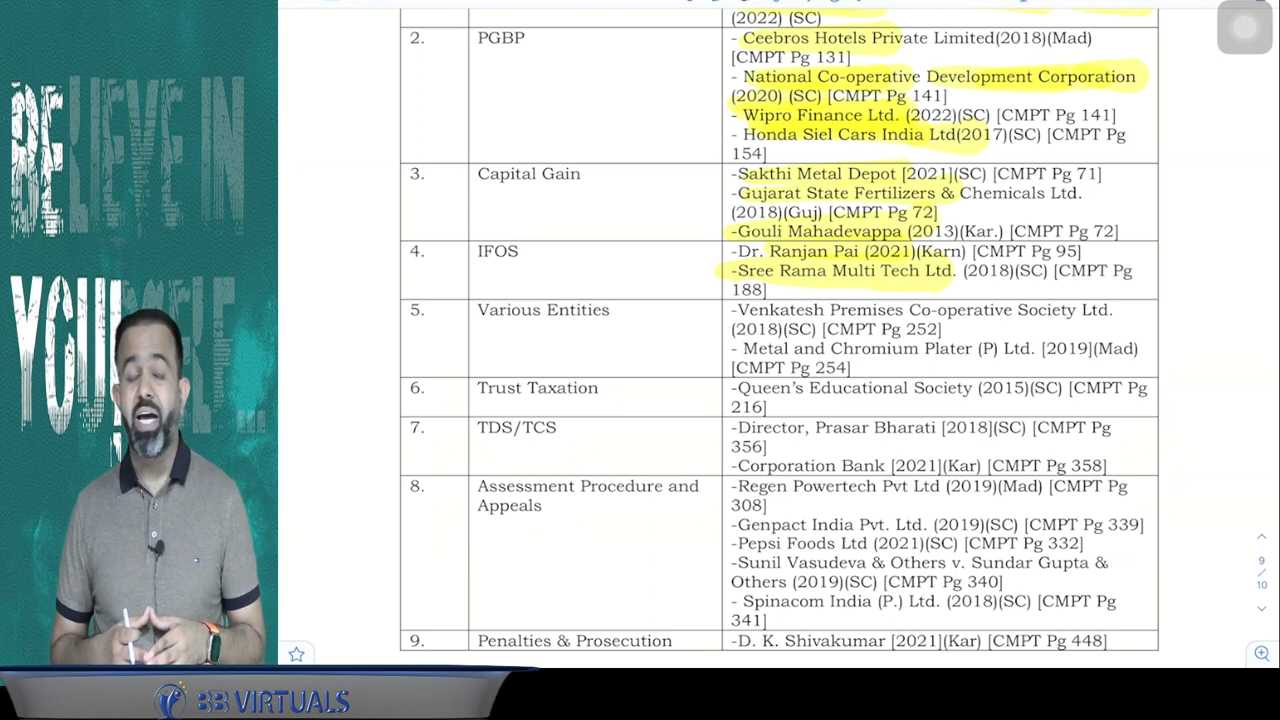 BELIEVE IN
YOURSELF...
(2022) (SC)
2. PGBP - Ceebros Hotels Private Limited(2018)(Mad)
[CMPT Pg 131]
- National Co-operative Development Corporation
(2020) (SC) [CMPT Pg 141]
- Wipro Finance Ltd. (2022)(SC) [CMPT Pg 141]
- Honda Siel Cars India Ltd(2017)(SC) [CMPT Pg
154]
3. Capital Gain -Sakthi Metal Depot [2021](SC) [CMPT Pg 71]
-Gujarat State Fertilizers & Chemicals Ltd.
(2018)(Guj) [CMPT Pg 72]
-Gouli Mahadevappa (2013)(Kar.) [CMPT Pg 72]
4. IFOS -Dr. Ranjan Pai (2021)(Karn) [CMPT Pg 95]
-Sree Rama Multi Tech Ltd. (2018)(SC) [CMPT Pg
188]
5. Various Entities -Venkatesh Premises Co-operative Society Ltd.
(2018)(SC) [CMPT Pg 252]
- Metal and Chromium Plater (P) Ltd. [2019](Mad)
[CMPT Pg 254]
6. Trust Taxation -Queen's Educational Society (2015)(SC) [CMPT Pg
216]
7. TDS/TCS -Director, Prasar Bharati [2018](SC) [CMPT Pg
356]
-Corporation Bank [2021](Kar) [CMPT Pg 358]
8. Assessment Procedure and -Regen Powertech Pvt Ltd (2019)(Mad) [CMPT Pg
Appeals 308]
-Genpact India Pvt. Ltd. (2019)(SC) [CMPT Pg 339]
-Pepsi Foods Ltd (2021)(SC) [CMPT Pg 332]
-Sunil Vasudeva & Others v. Sundar Gupta &
Others (2019)(SC) [CMPT Pg 340]
- Spinacom India (P.) Ltd. (2018)(SC) [CMPT Pg
341]
9. Penalties & Prosecution -D. K. Shivakumar [2021](Kar) [CMPT Pg 448]
9
/
10
BB VIRTUALS